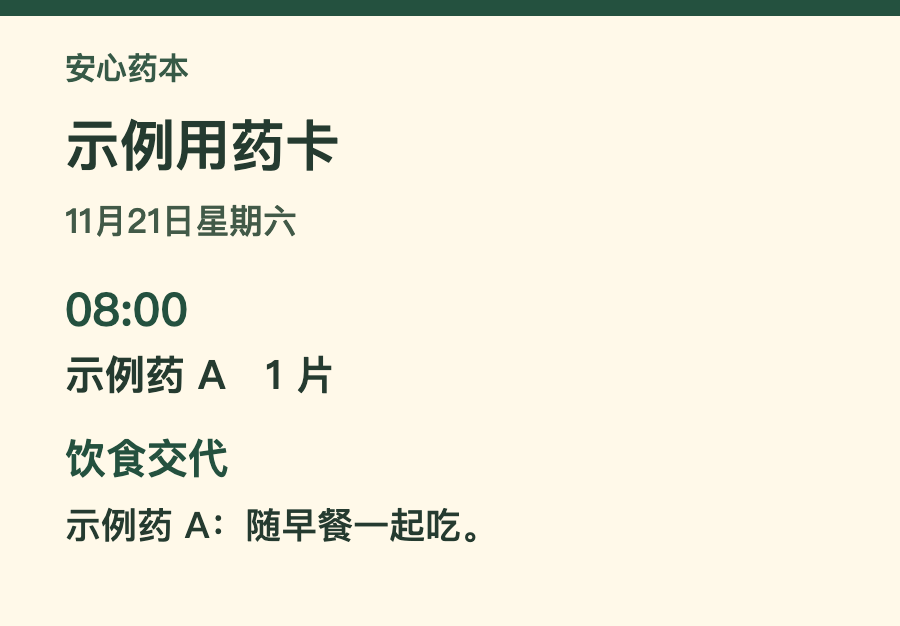 安心药本
示例用药卡
11月21日星期六
08:00
示例药 A　1 片
饮食交代
示例药 A：随早餐一起吃。